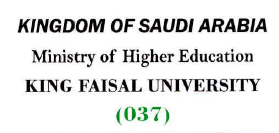 KINGDOM OF SAUDI ARABIA
Ministry of Higher Education
KING FAISAL UNIVERSITY
(037)